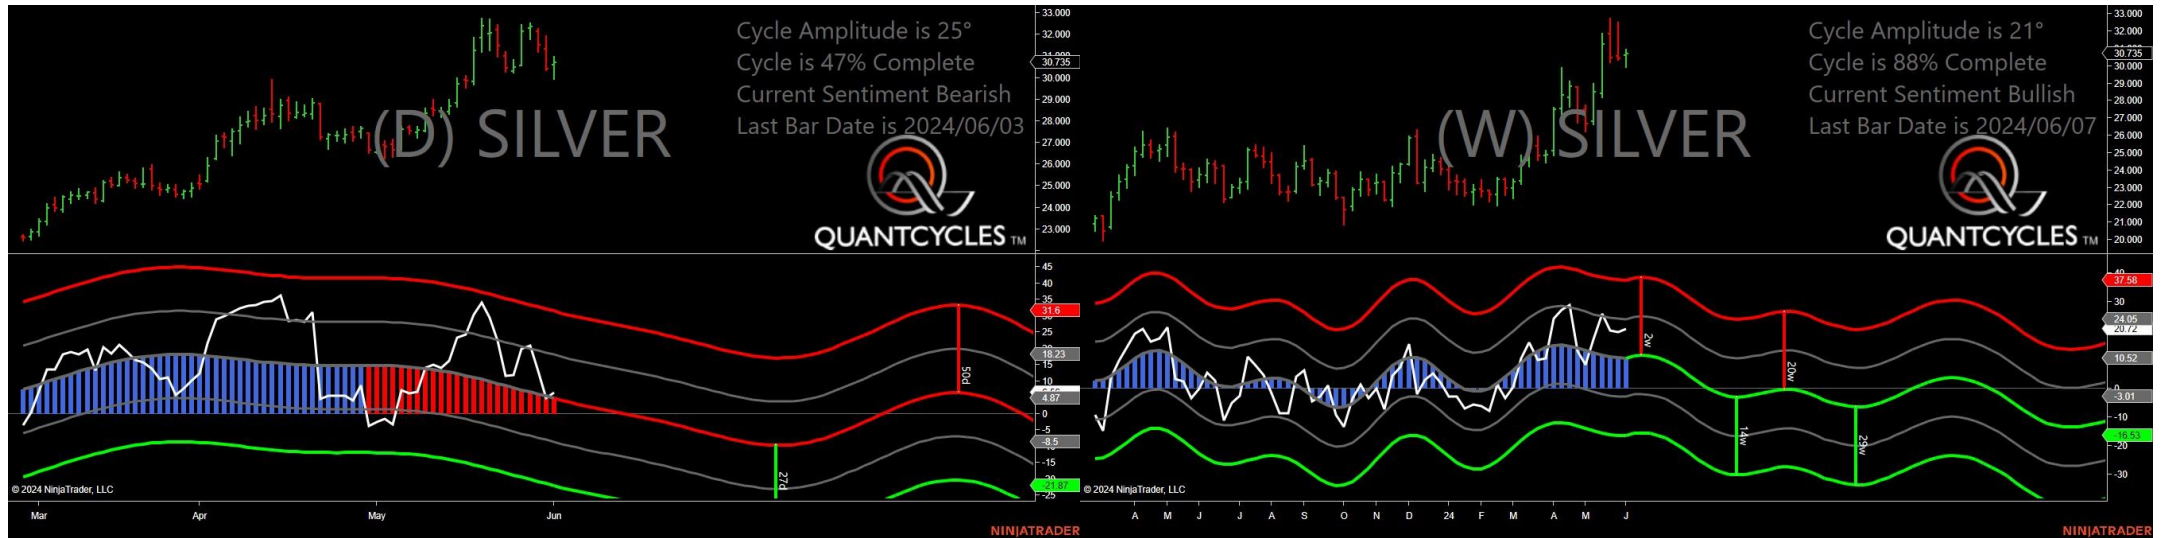 Cycle Amplitude is 25°
Cycle is 47% Complete
Current Sentiment Bearish
Last Bar Date is 2024/06/03
(D) SILVER
QUANTCYCLES TM
33.000
32.000
30.735
30.000
29.000
28.000
27.000
26.000
25.000
24.000
23.000
45
40
35
31.6
25
20
18.23
15
10
4.87
0
-5
-8.5
-15
-21.87
-25
50d
27d
© 2024 NinjaTrader, LLC
Mar
Apr
May
Jun
NINJATRADER
Cycle Amplitude is 21°
Cycle is 88% Complete
Current Sentiment Bullish
Last Bar Date is 2024/06/07
(W) SILVER
QUANTCYCLES TM
33.000
32.000
30.735
30.000
29.000
28.000
27.000
26.000
25.000
24.000
23.000
22.000
21.000
20.000
40
37.58
30
24.05
20.72
10.52
0
-3.01
-10
-16.53
-20
-30
2w
20w
14w
29w
© 2024 NinjaTrader, LLC
A M J J A S O N D 24 F M A M J
NINJATRADER